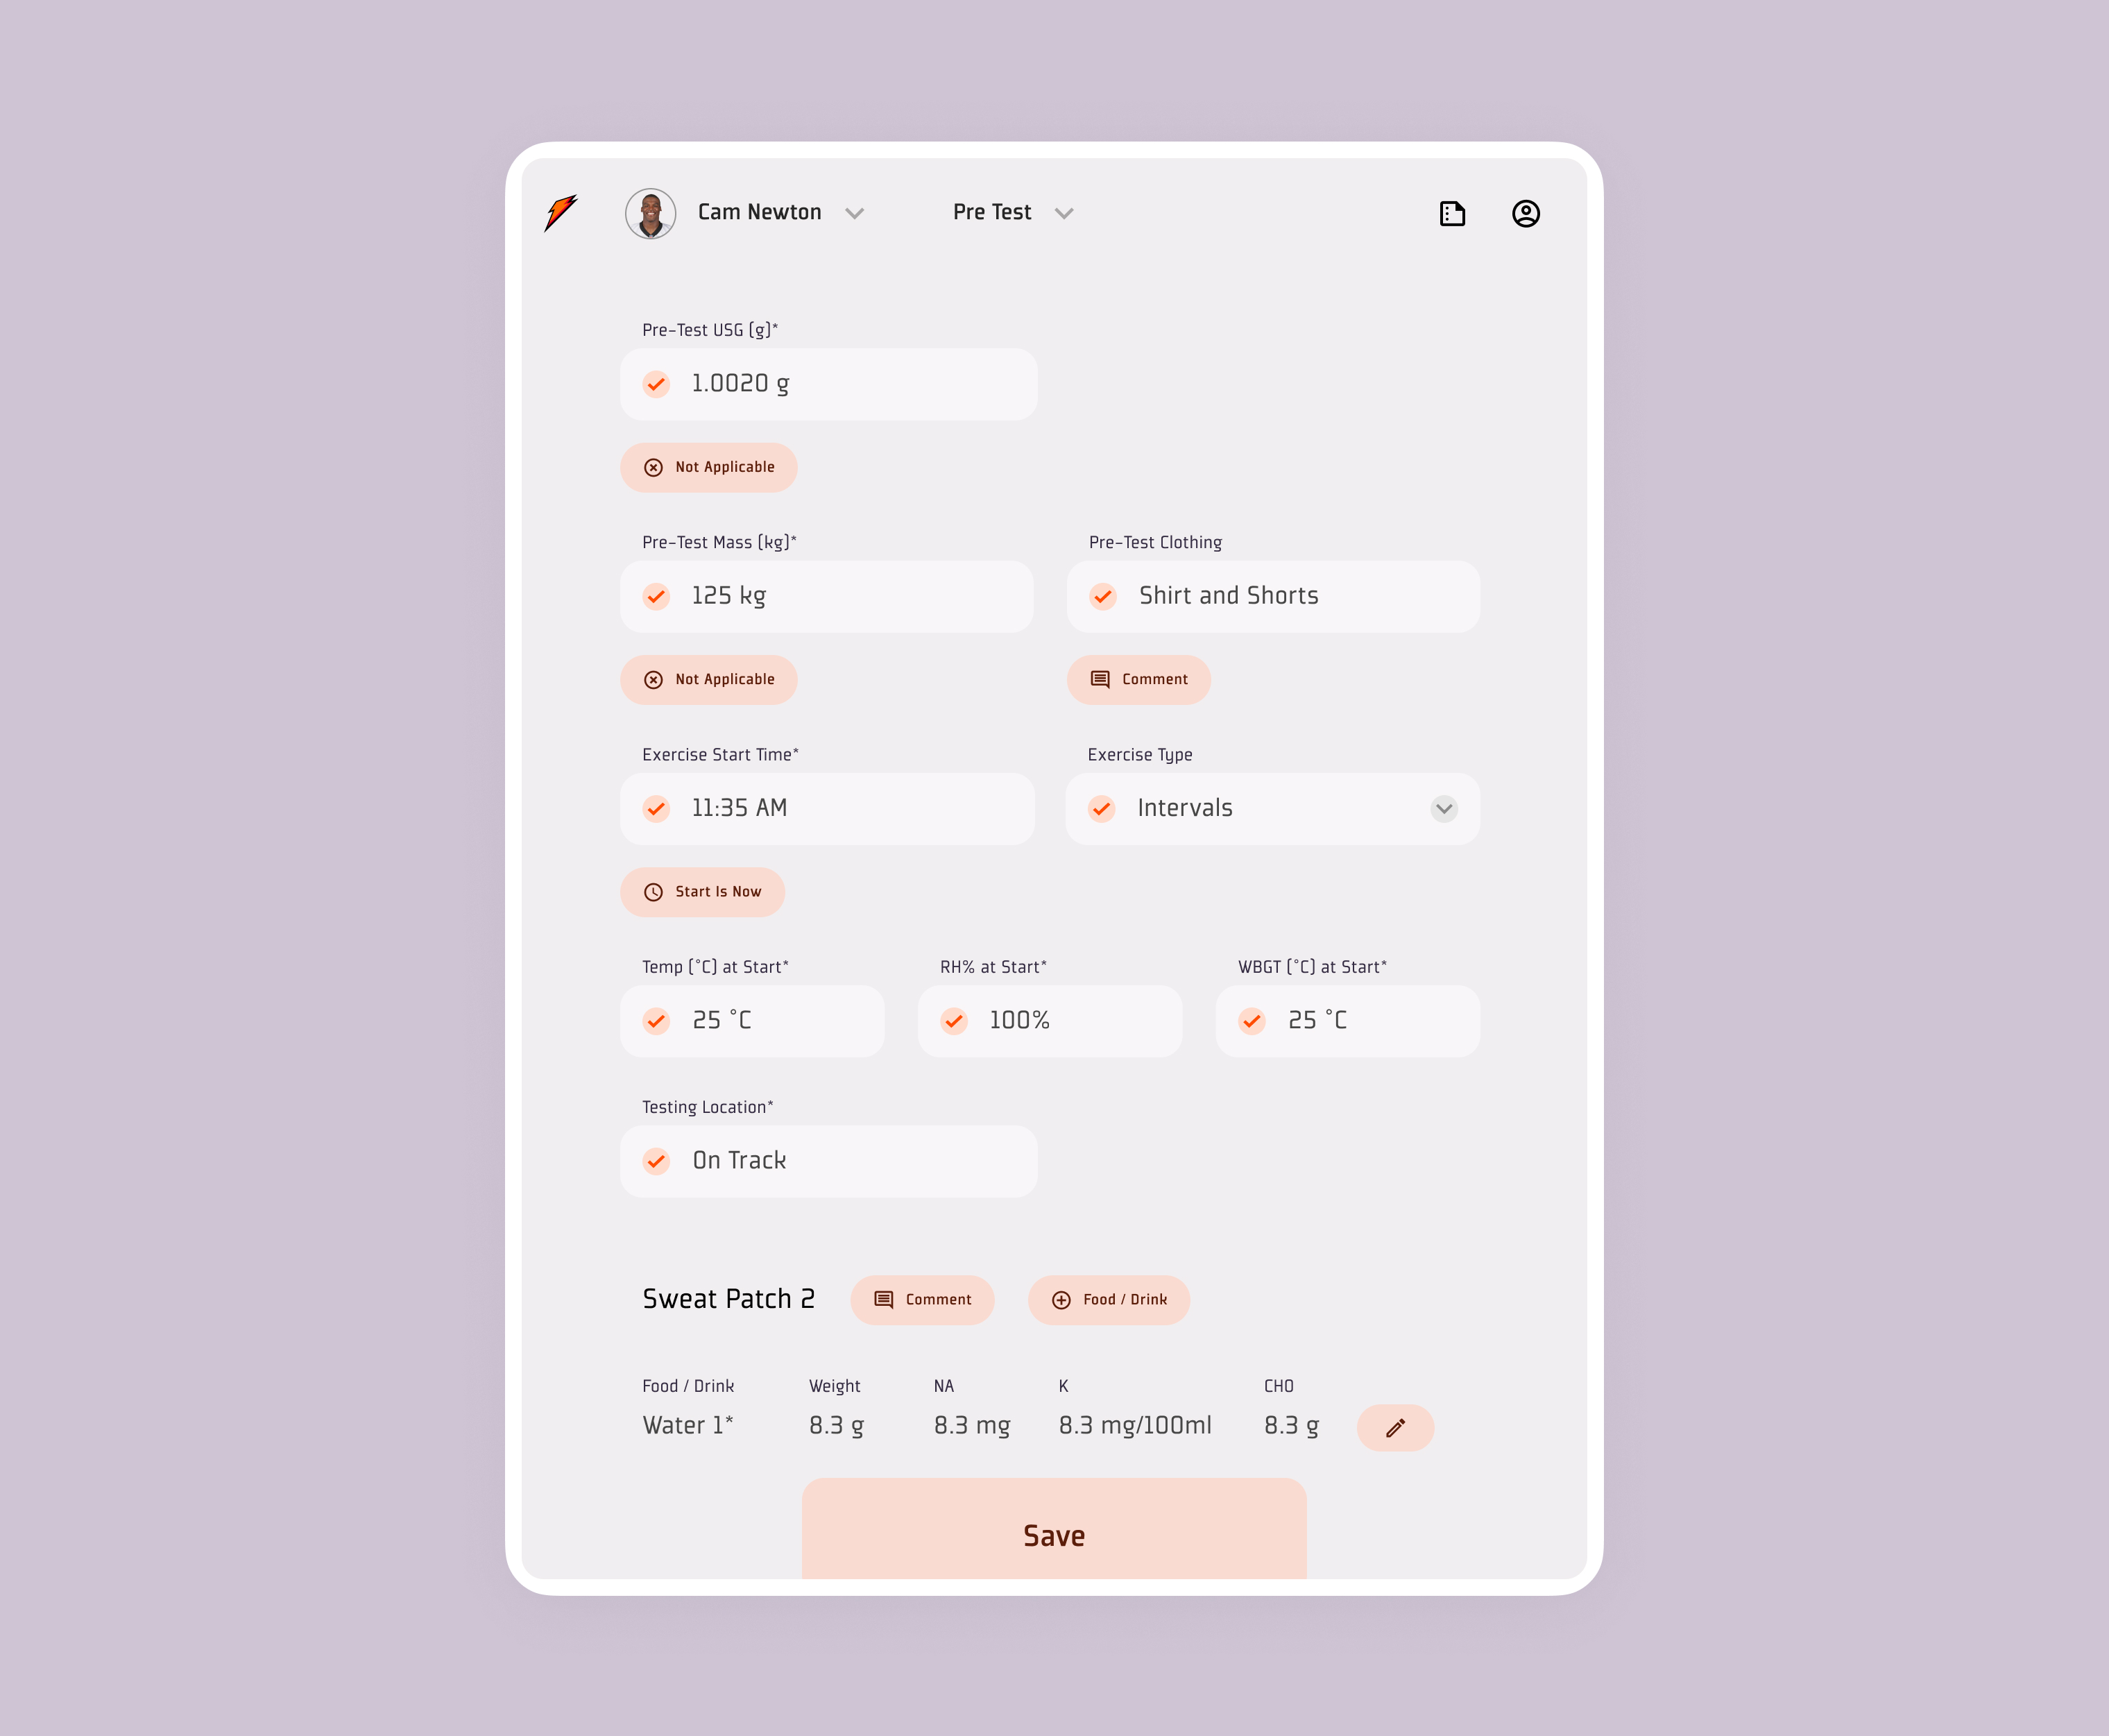 Cam Newton
Pre Test
Pre-Test USG (g)*
1.0020 g
Not Applicable
Pre-Test Mass (kg)*
Pre-Test Clothing
125 kg
Shirt and Shorts
Not Applicable
Comment
Exercise Start Time*
Exercise Type
11:35 AM
Intervals
Start Is Now
Temp (°C) at Start*
RH% at Start*
WBGT (°C) at Start*
25 °C
100%
25 °C
Testing Location*
On Track
Sweat Patch 2
Comment
Food / Drink
Food / Drink
Weight
NA
K
CHO
Water 1*
8.3 g
8.3 mg
8.3 mg/100ml
8.3 g
Save